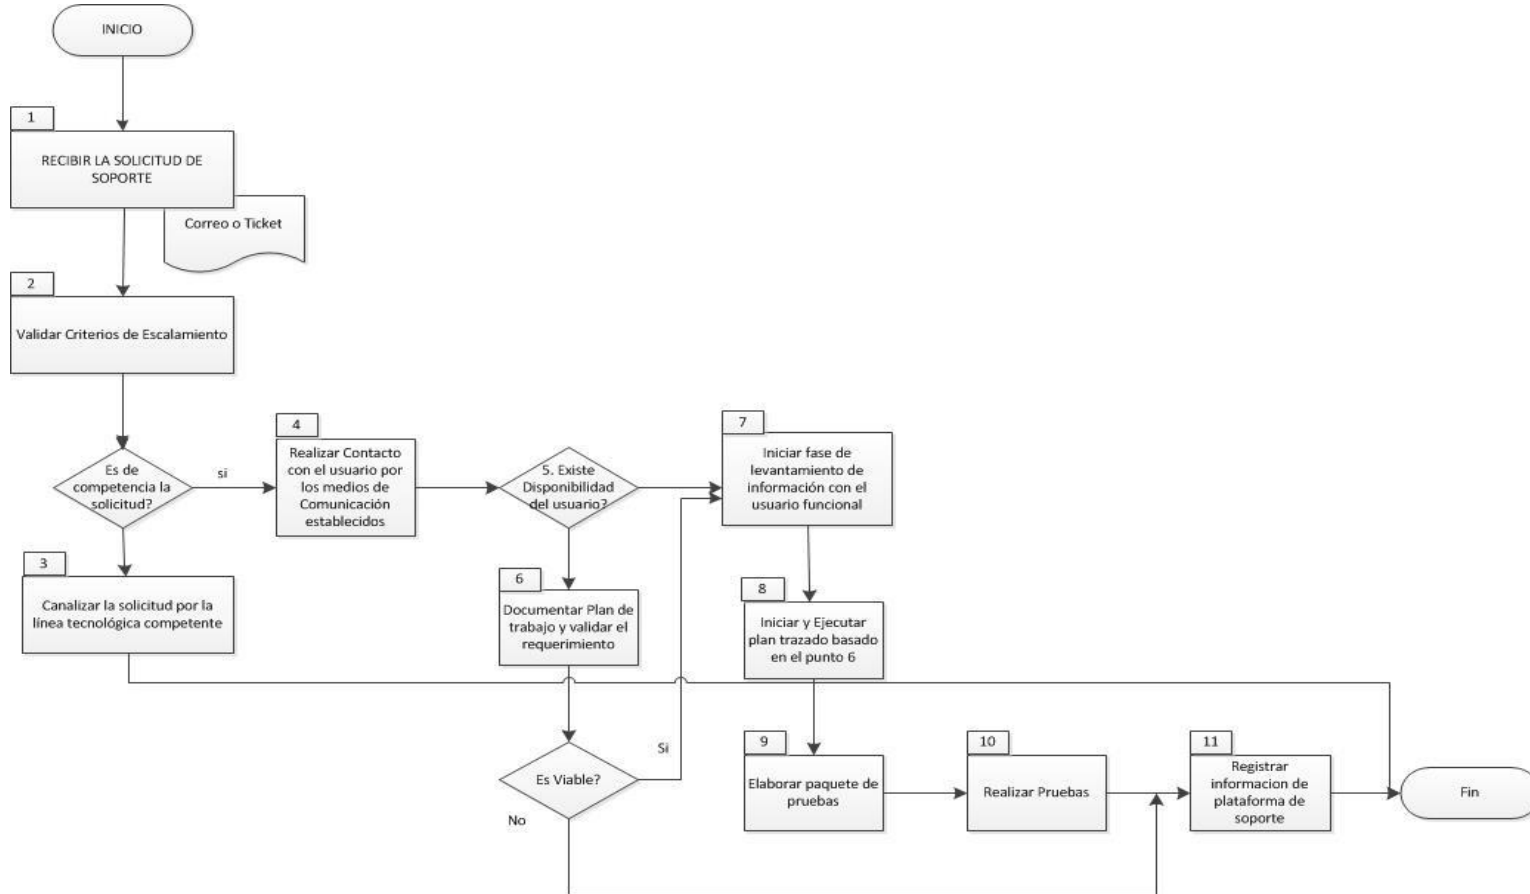 INICIO
1
RECIBIR LA SOLICITUD DE
SOPORTE
Correo o Ticket
2
Validar Criterios de Escalamiento
Es de
competencia la
solicitud?
si
4
Realizar Contacto
con el usuario por
los medios de
Comunicación
establecidos
5. Existe
Disponibilidad
del usuario?
7
Iniciar fase de
levantamiento de
información con el
usuario funcional
3
Canalizar la solicitud por la
línea tecnológica competente
6
Documentar Plan de
trabajo y validar el
requerimiento
8
Iniciar y Ejecutar
plan trazado basado
en el punto 6
Es Viable?
Si
No
9
Elaborar paquete de
pruebas
10
Realizar Pruebas
11
Registrar
informacion de
plataforma de
soporte
Fin